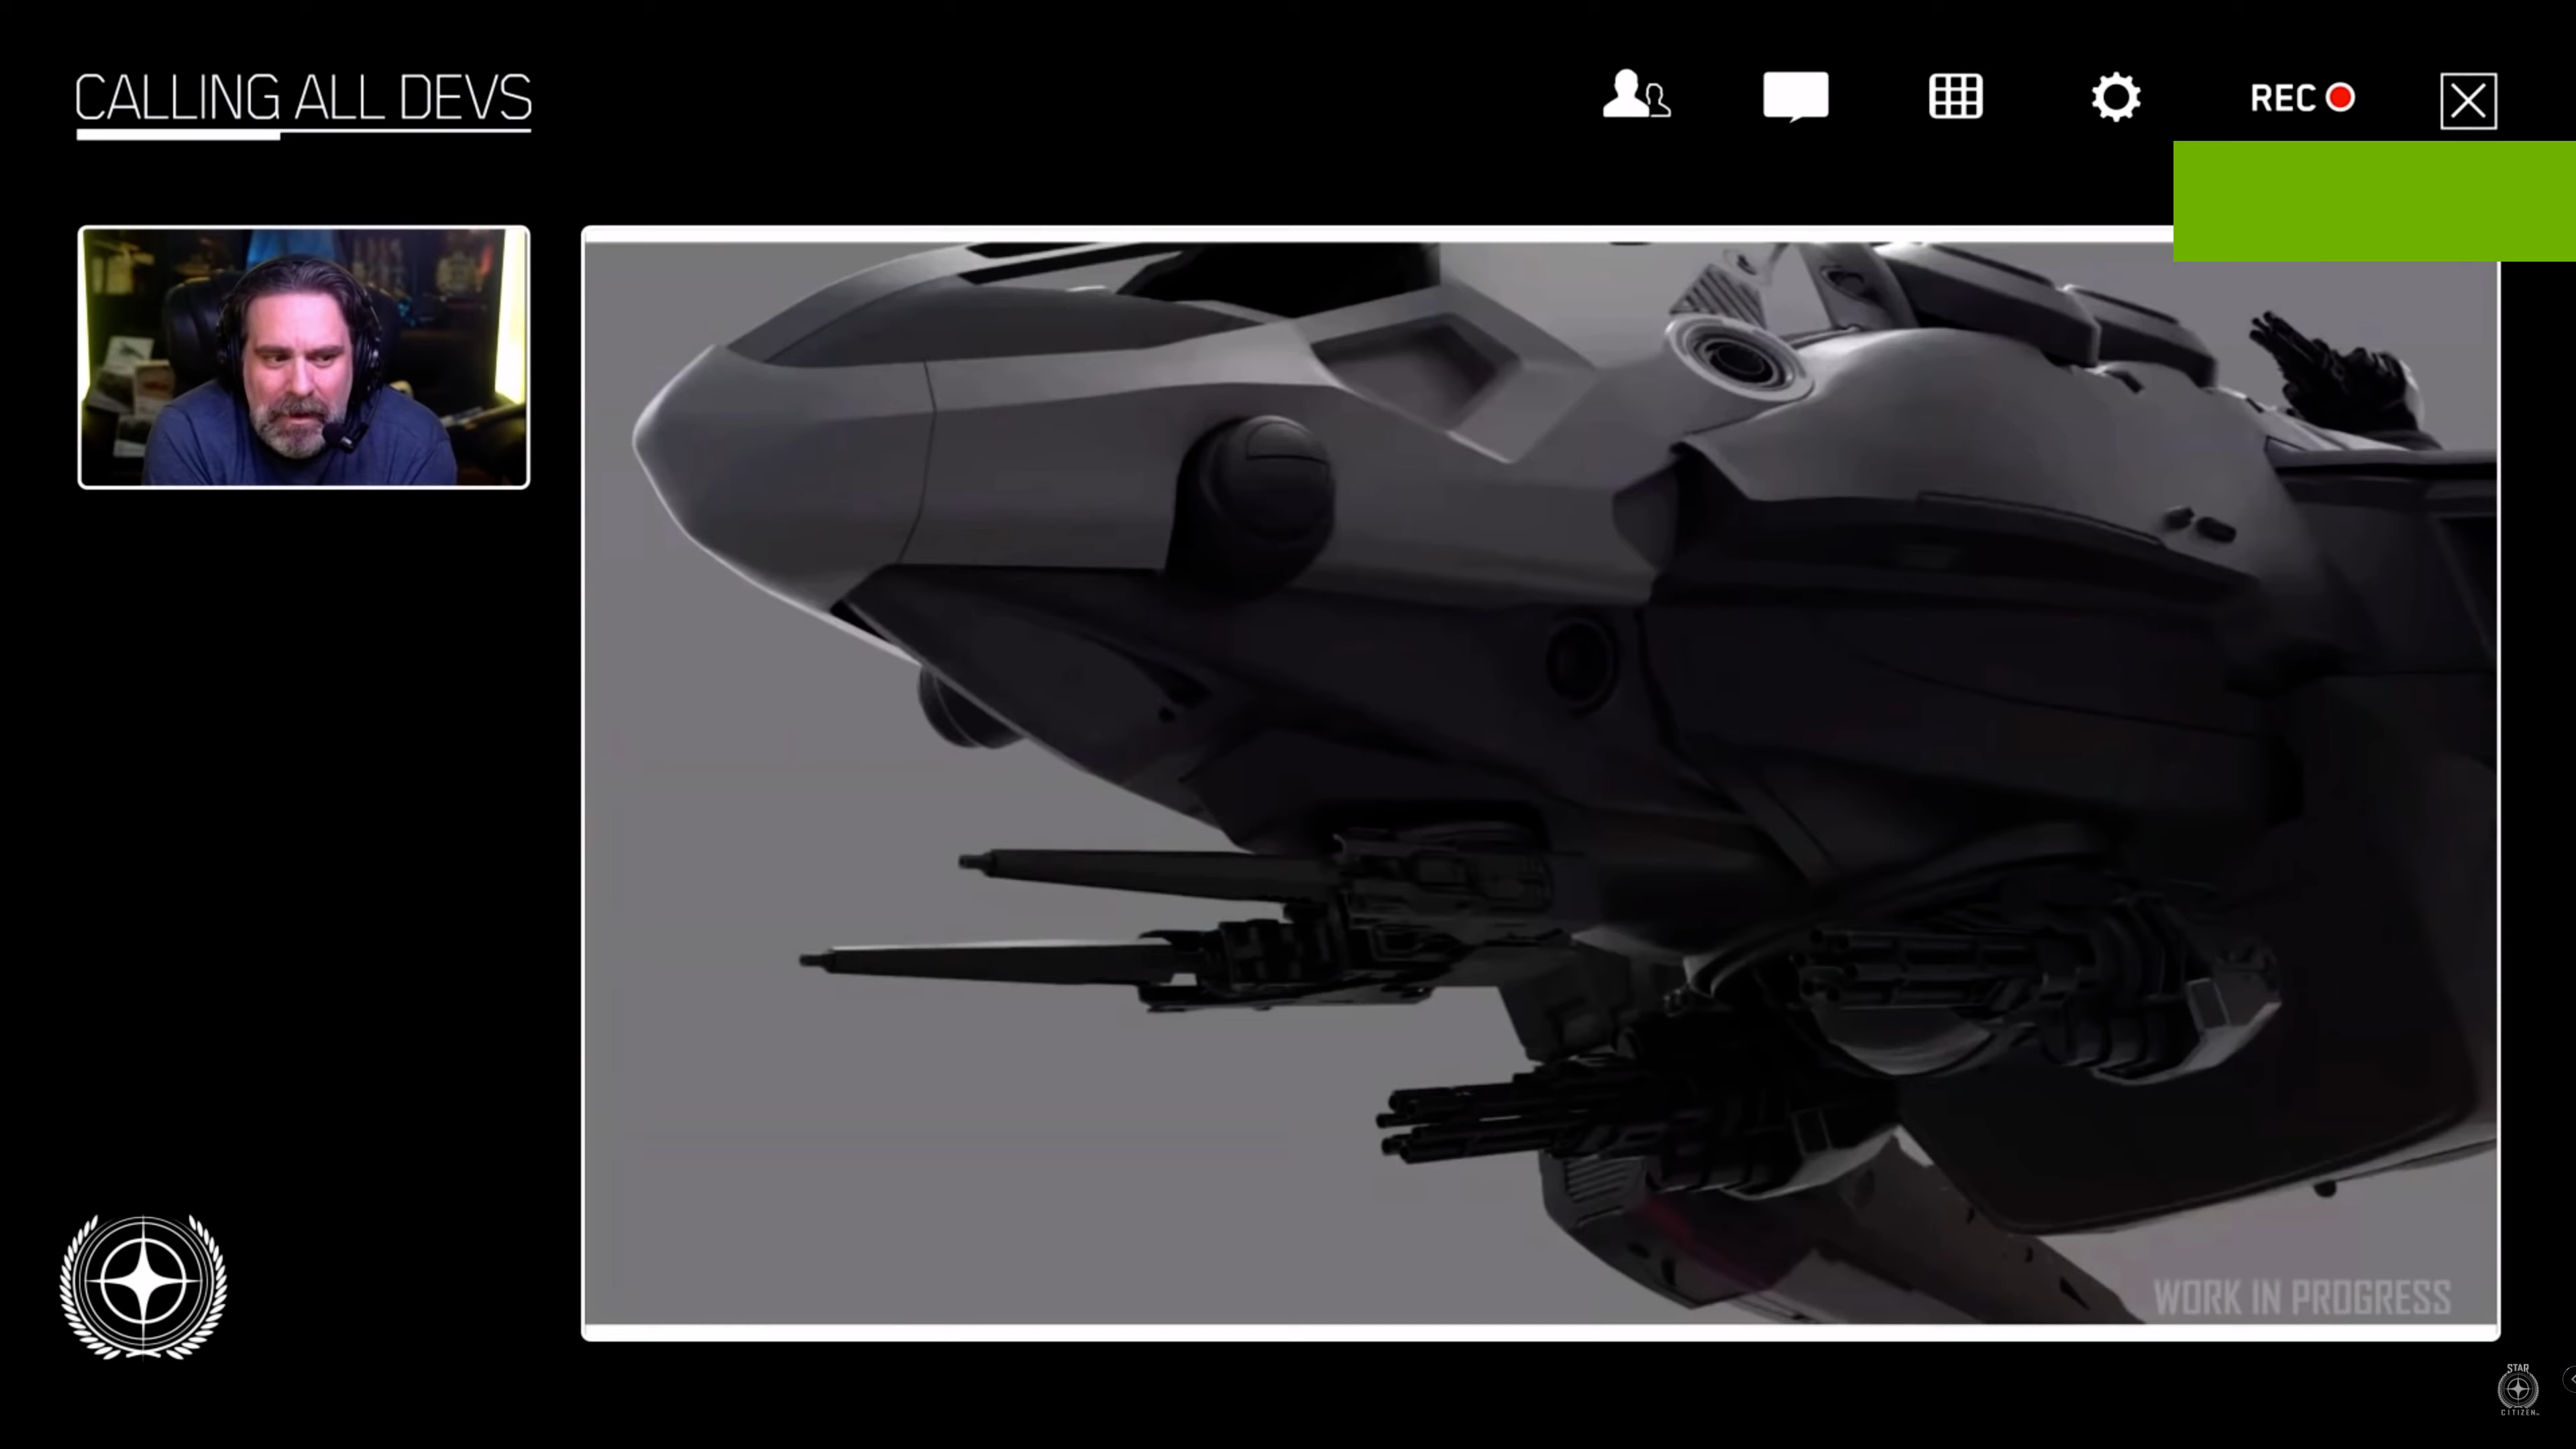 CALLING ALL DEVS
REC
WORK IN PROGRESS
STAR
CITIZEN